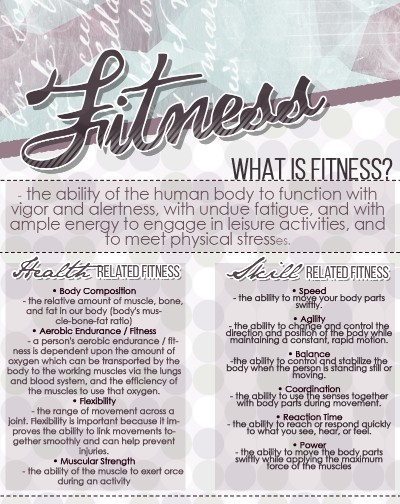 Fitness
WHAT IS FITNESS?
- the ability of the human body to function with
vigor and alertness, with undue fatigue, and with
ample energy to engage in leisure activities, and
to meet physical stresses.
Health RELATED FITNESS
• Body Composition
- the relative amount of muscle, bone,
and fat in our body (body's mus-
cle-bone-fat ratio)
• Aerobic Endurance / Fitness
- a person's aerobic endurance / fit-
ness is dependent upon the amount of
oxygen which can be transported by the
body to the working muscles via the lungs
and blood system, and the efficiency of
the muscles to use that oxygen.
• Flexibility
- the range of movement across a
joint. Flexibility is important because it im-
proves the ability to link movements to-
gether smoothly and can help prevent
injuries.
• Muscular Strength
- the ability of the muscle to exert orce
during an activity
Skill RELATED FITNESS
• Speed
- the ability to move your body parts
swiftly.
• Agility
- the ability to change and control the
direction and position of the body while
maintaining a constant, rapid motion.
• Balance
-the ability to control and stabilize the
body when the person is standing still or
moving.
• Coordination
- the ability to use the senses together
with body parts during movement.
• Reaction Time
- the ability to reach or respond quickly
to what you see, hear, or feel.
• Power
- the ability to move the body parts
swiftly while applying the maximum
force of the muscles